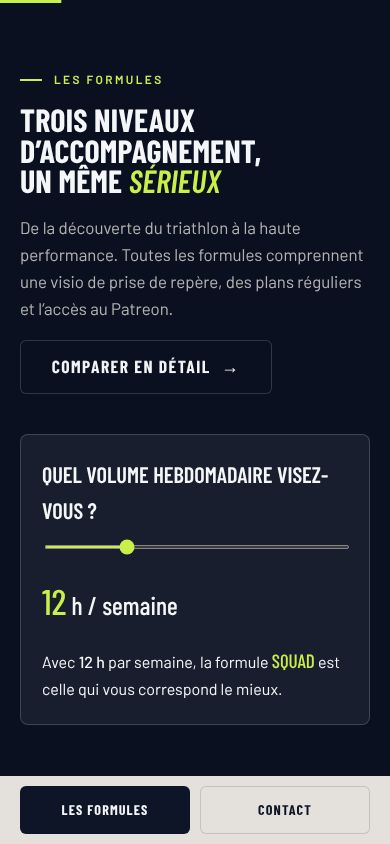 LES FORMULES
TROIS NIVEAUX
D’ACCOMPAGNEMENT,
UN MÊME SÉRIEUX
De la découverte du triathlon à la haute
performance. Toutes les formules comprennent
une visio de prise de repère, des plans réguliers
et l’accès au Patreon.
COMPARER EN DÉTAIL →
QUEL VOLUME HEBDOMADAIRE VISEZ-
VOUS ?
12 h / semaine
Avec 12 h par semaine, la formule SQUAD est
celle qui vous correspond le mieux.
LES FORMULES
CONTACT